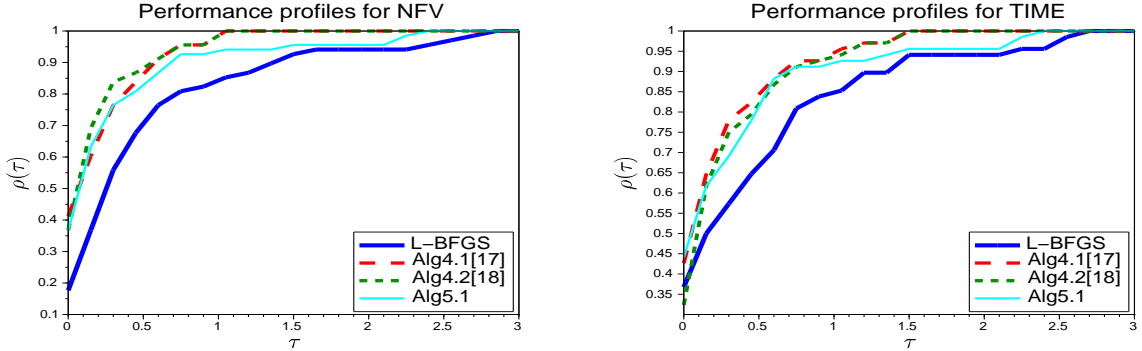 Performance profiles for NFV
1
0.9
0.8
0.7
0.6
0.5
0.4
0.3
0.2
0.1
ρ(τ)
0
0.5
1
1.5
2
2.5
3
τ
L−BFGS
Alg4.1[17]
Alg4.2[18]
Alg5.1
Performance profiles for TIME
1
0.95
0.9
0.85
0.8
0.75
0.7
0.65
0.6
0.55
0.5
0.45
0.4
0.35
ρ(τ)
0
0.5
1
1.5
2
2.5
3
τ
L−BFGS
Alg4.1[17]
Alg4.2[18]
Alg5.1